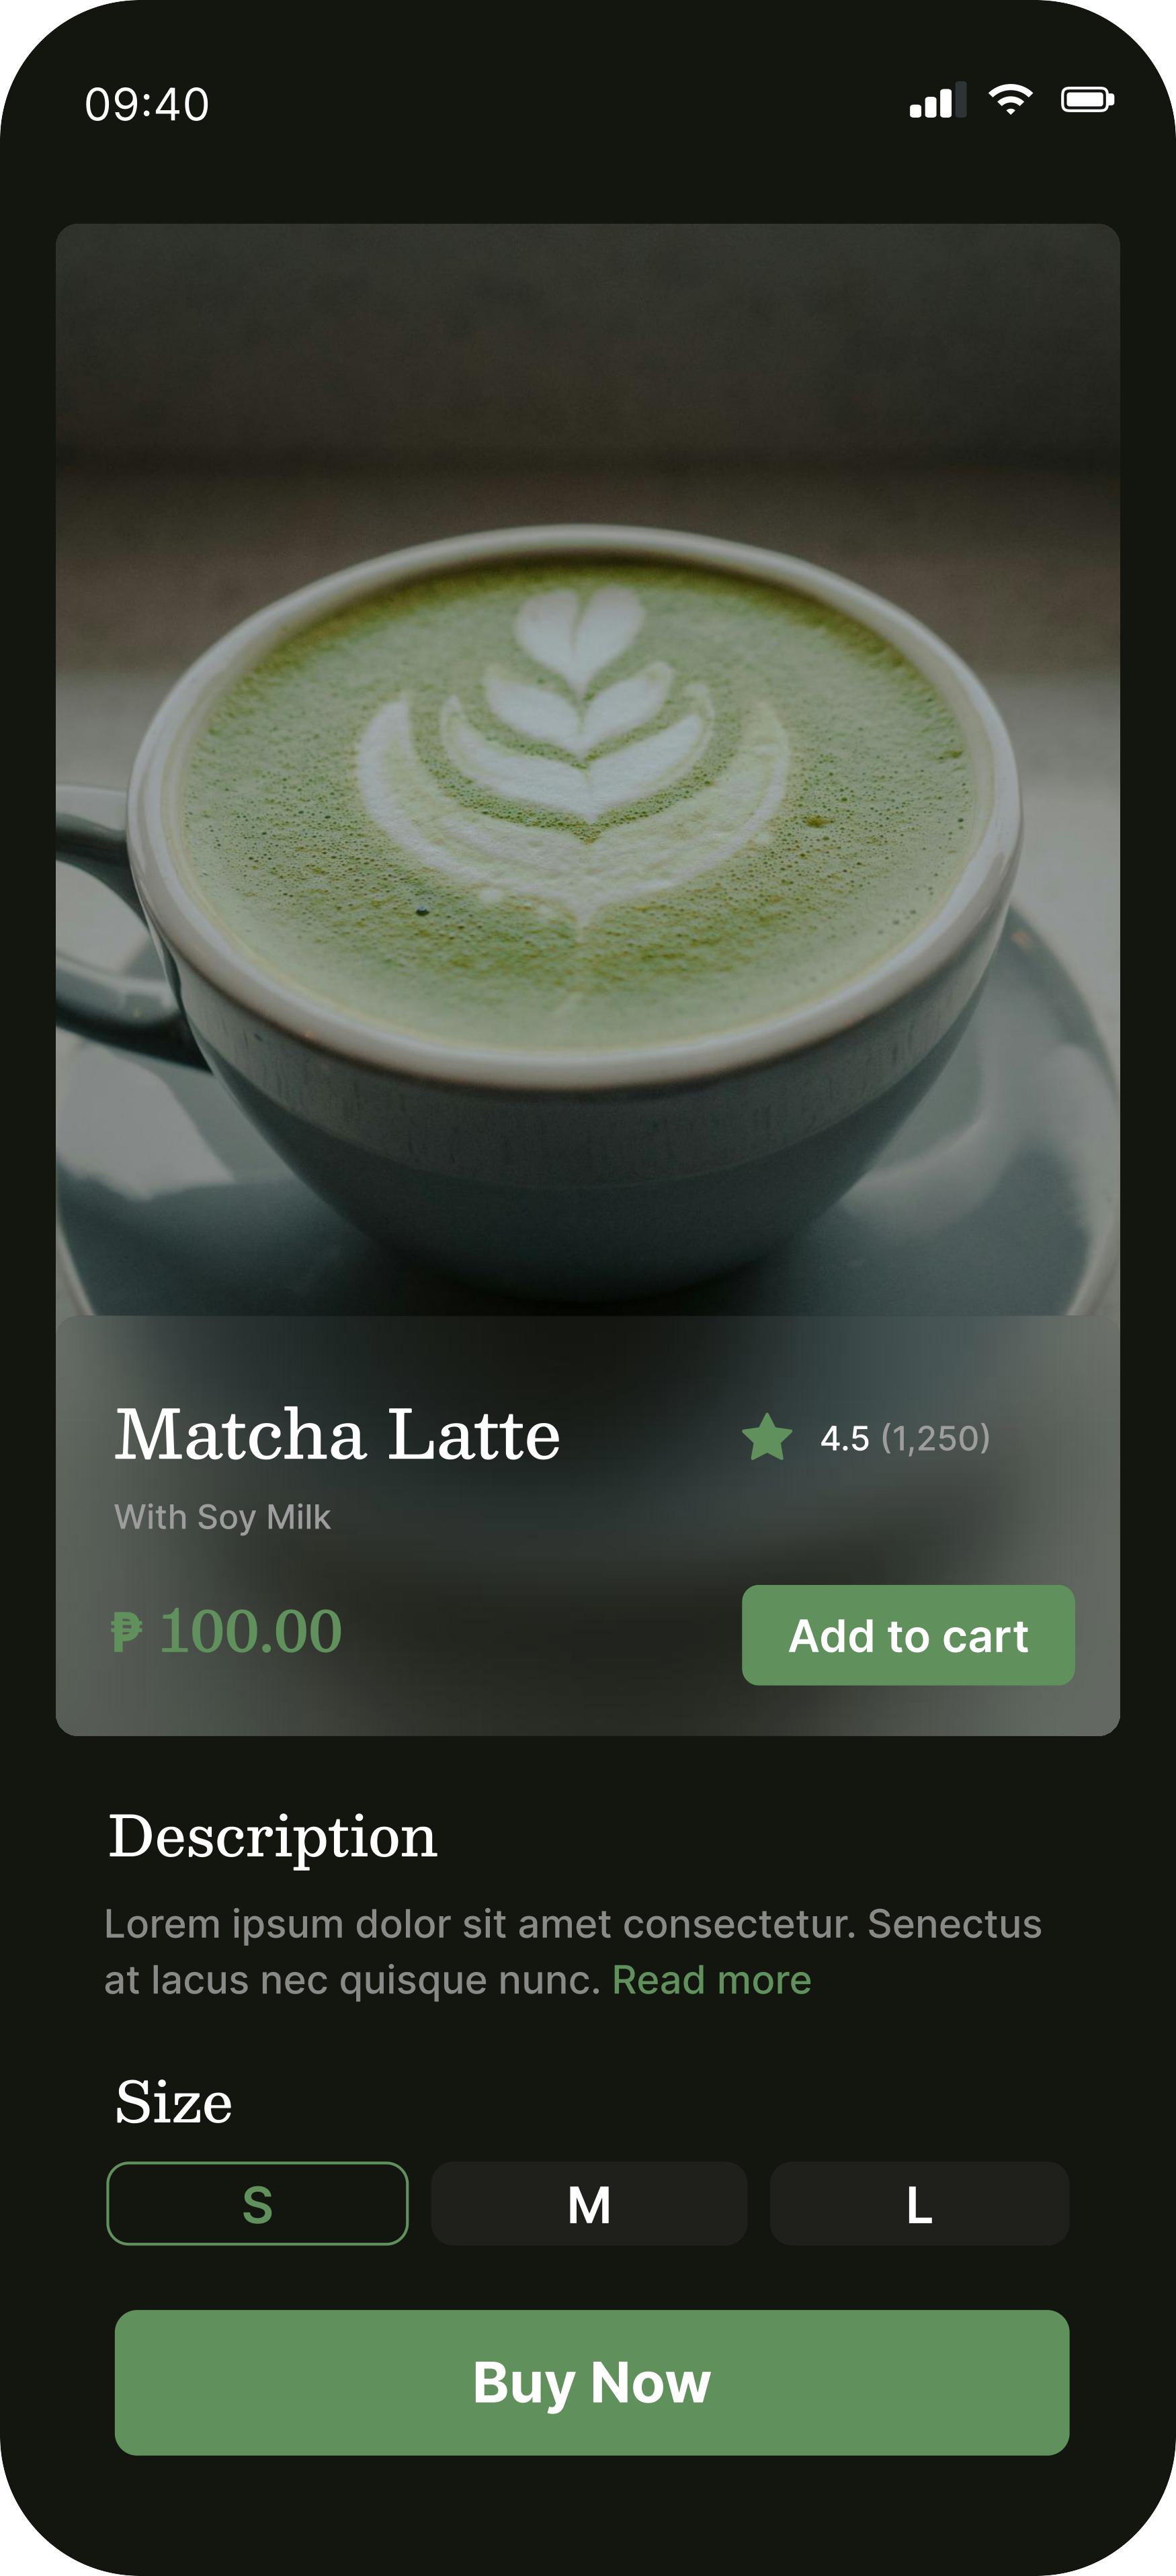 09:40
Matcha Latte
4.5 (1,250)
With Soy Milk
₱ 100.00
Add to cart
Description
Lorem ipsum dolor sit amet consectetur. Senectus
at lacus nec quisque nunc. Read more
Size
S
M
L
Buy Now